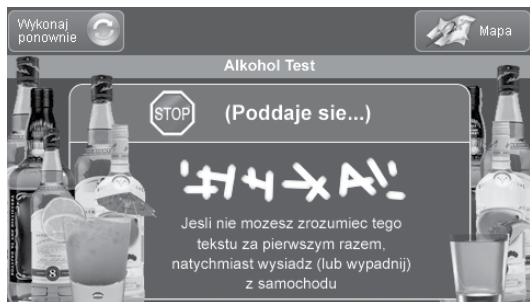 Wykonaj
ponownie
Mapa
Alkohol Test
STOP
(Poddaje sie...)
Jesli nie mozesz zrozumiec tego
tekstu za pierwszym razem,
natychmiast wysiadz (lub wypadnij)
z samochodu
8